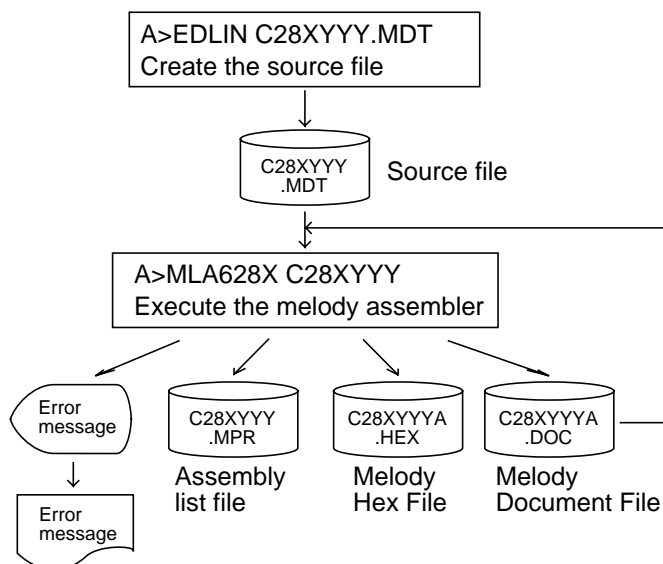 A>EDLIN C28XYYY.MDT
Create the source file
C28XYYY
.MDT
Source file
A>MLA628X C28XYYY
Execute the melody assembler
Error
message
C28XYYY
.MPR
C28XYYYA
.HEX
C28XYYYA
.DOC
Assembly
list file
Melody
Hex File
Melody
Document File
Error
message